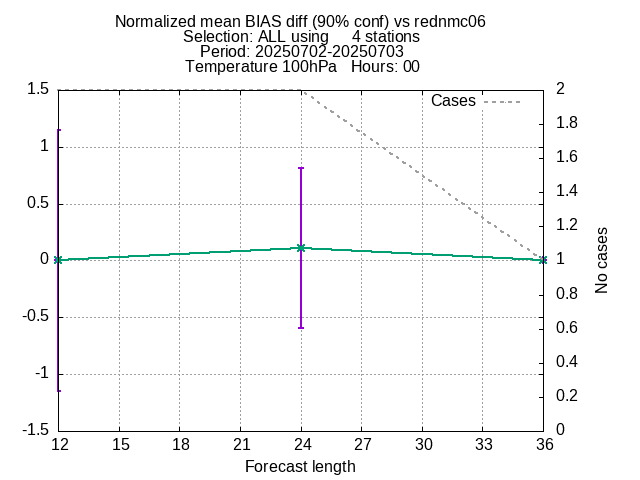 Normalized mean BIAS diff (90% conf) vs rednmc06
Selection: ALL using     4 stations
Period: 20250702-20250703
Temperature 100hPa   Hours: 00
Cases
1.5
1
0.5
0
-0.5
-1
-1.5
2
1.8
1.6
1.4
1.2
1
0.8
0.6
0.4
0.2
0
No cases
12 15 18 21 24 27 30 33 36
Forecast length